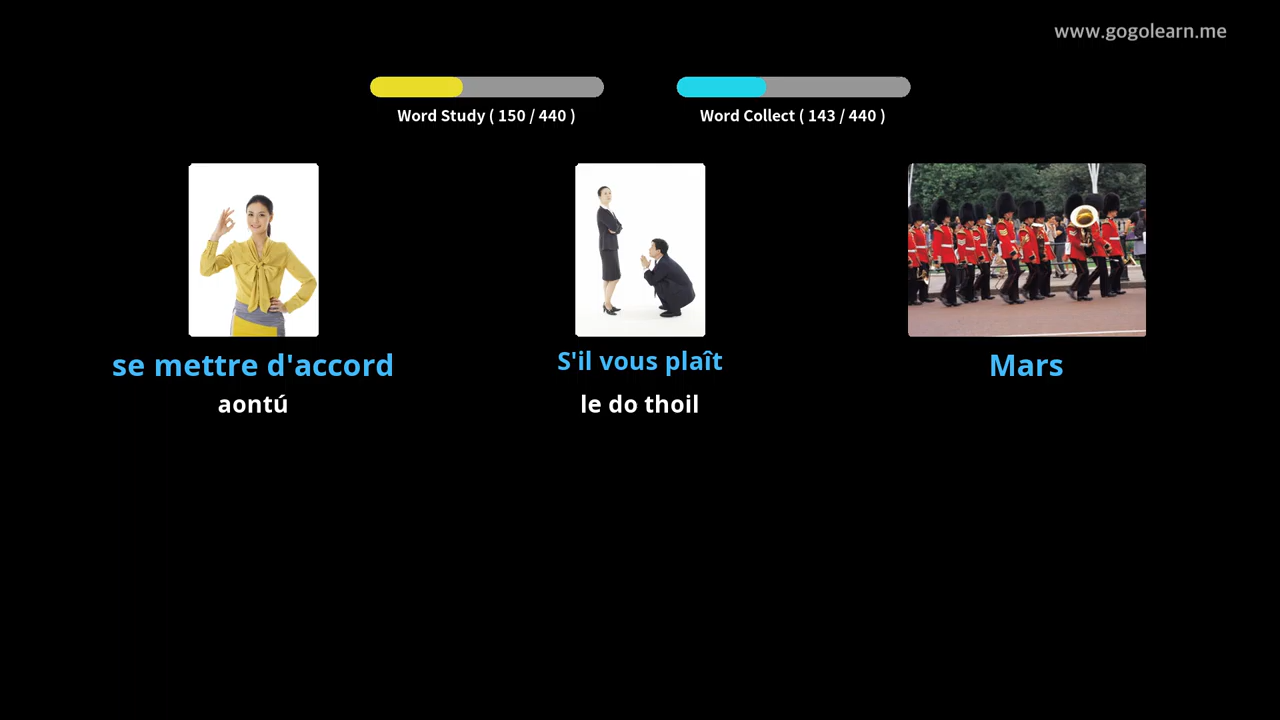 www.gogolearn.me
Word Study ( 150 / 440 )
Word Collect ( 143 / 440 )
se mettre d'accord
S'il vous plaît
Mars
aontú
le do thoil